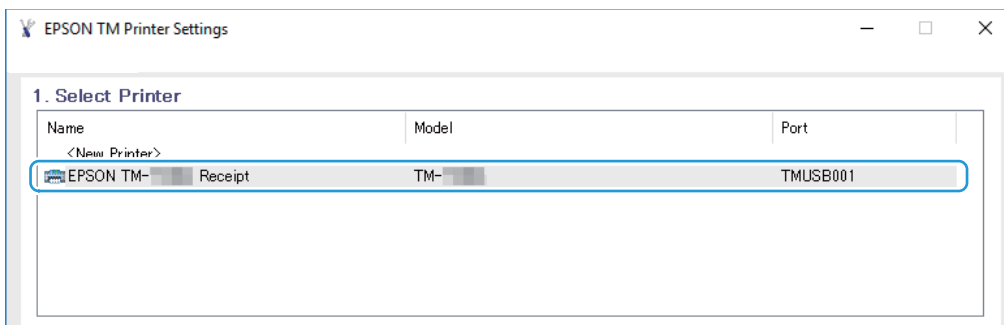 EPSON TM Printer Settings
1. Select Printer
Name Model Port
<New Printer>
EPSON TM- Receipt TM- TMUSB001